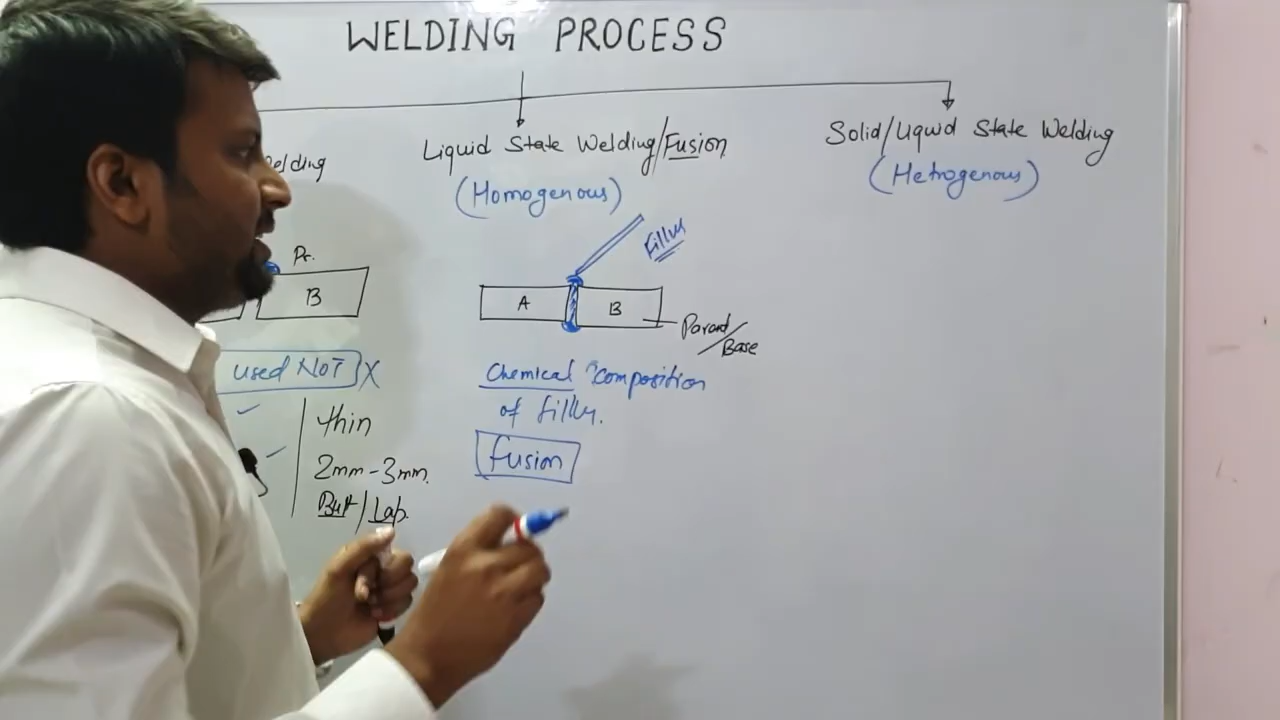 WELDING PROCESS
elding
Liquid State Welding/Fusion
Solid/Liquid State Welding
(Homogenous)
(Hetrogenous)
Filler
Pr.
B
A
B
Parent/Base
used NOT X
thin
2mm-3mm.
Butt/Lap.
Chemical composition
of filler.
fusion